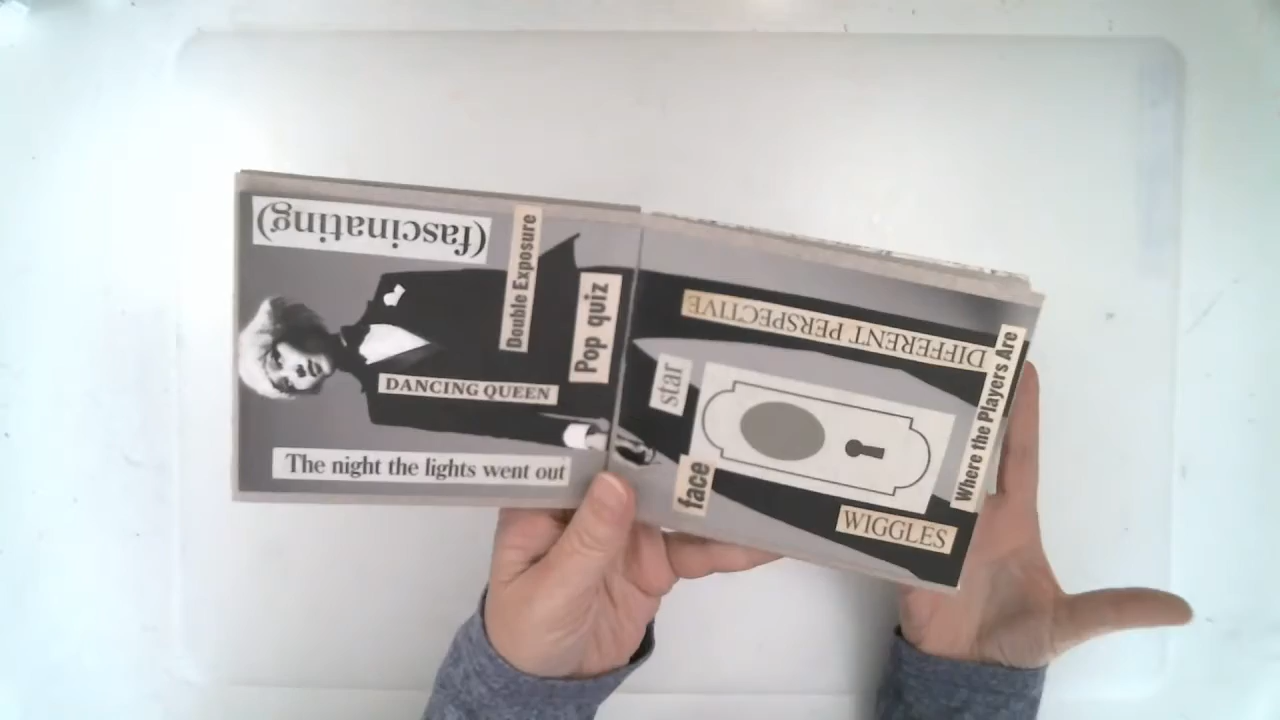 (fascinating)
Double Exposure
Pop quiz
DANCING QUEEN
The night the lights went out
DIFFERENT PERSPECTIVE
star
Where the Players Are
face
WIGGLES